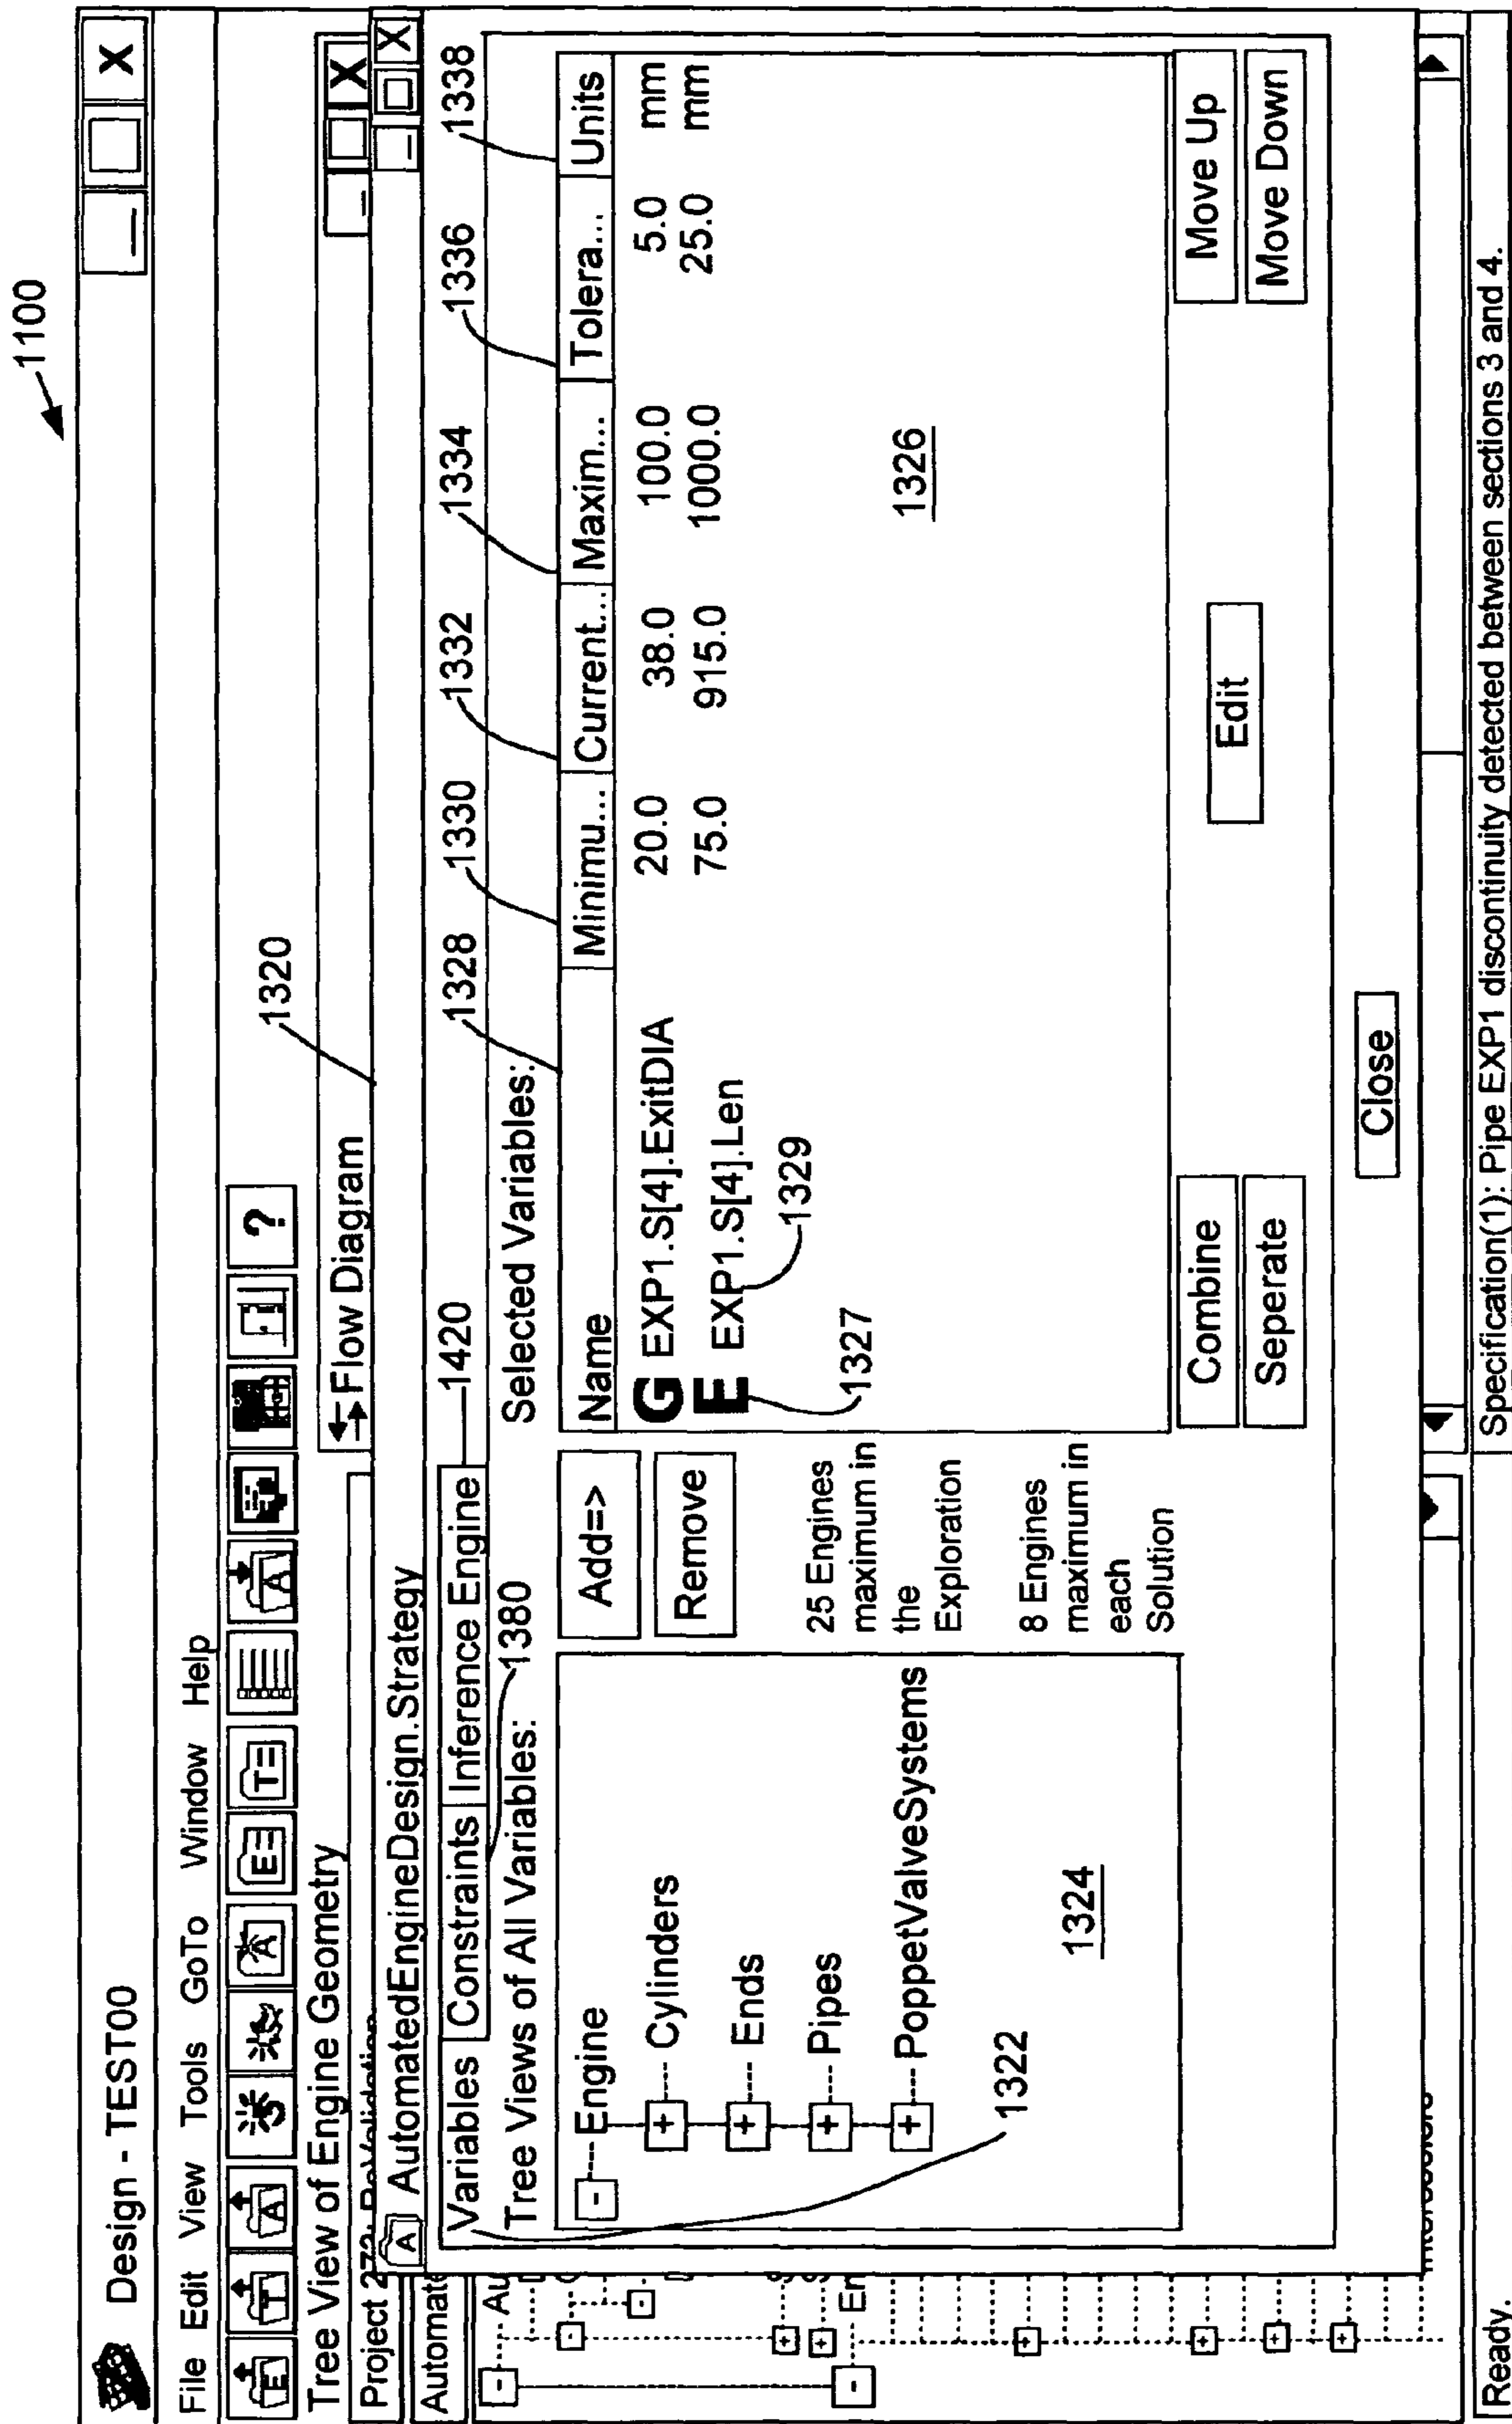 1100
Design - TEST00
X
File Edit View Tools GoTo Window Help
E T A A E T A ?
1320
Tree View of Engine Geometry
Flow Diagram
X
Project 273:
Automate
A AutomatedEngineDesign.Strategy
X
Variables Constraints Inference Engine
1420
1380
1328 1330 1332 1334 1336 1338
Tree Views of All Variables:
Selected Variables:
Engine
Cylinders
Ends
Pipes
PoppetValveSystems
1324
1322
Add=>
Remove
25 Engines
maximum in
the
Exploration
8 Engines
maximum in
each
Solution
Name Minimu... Current... Maxim... Tolera... Units
G EXP1.S[4].ExitDIA 20.0 38.0 100.0 5.0 mm
E EXP1.S[4].Len 75.0 915.0 1000.0 25.0 mm
1329
1327
1326
Combine
Seperate
Edit
Move Up
Move Down
Close
Au
En
Ready.
Specification(1): Pipe EXP1 discontinuity detected between sections 3 and 4.